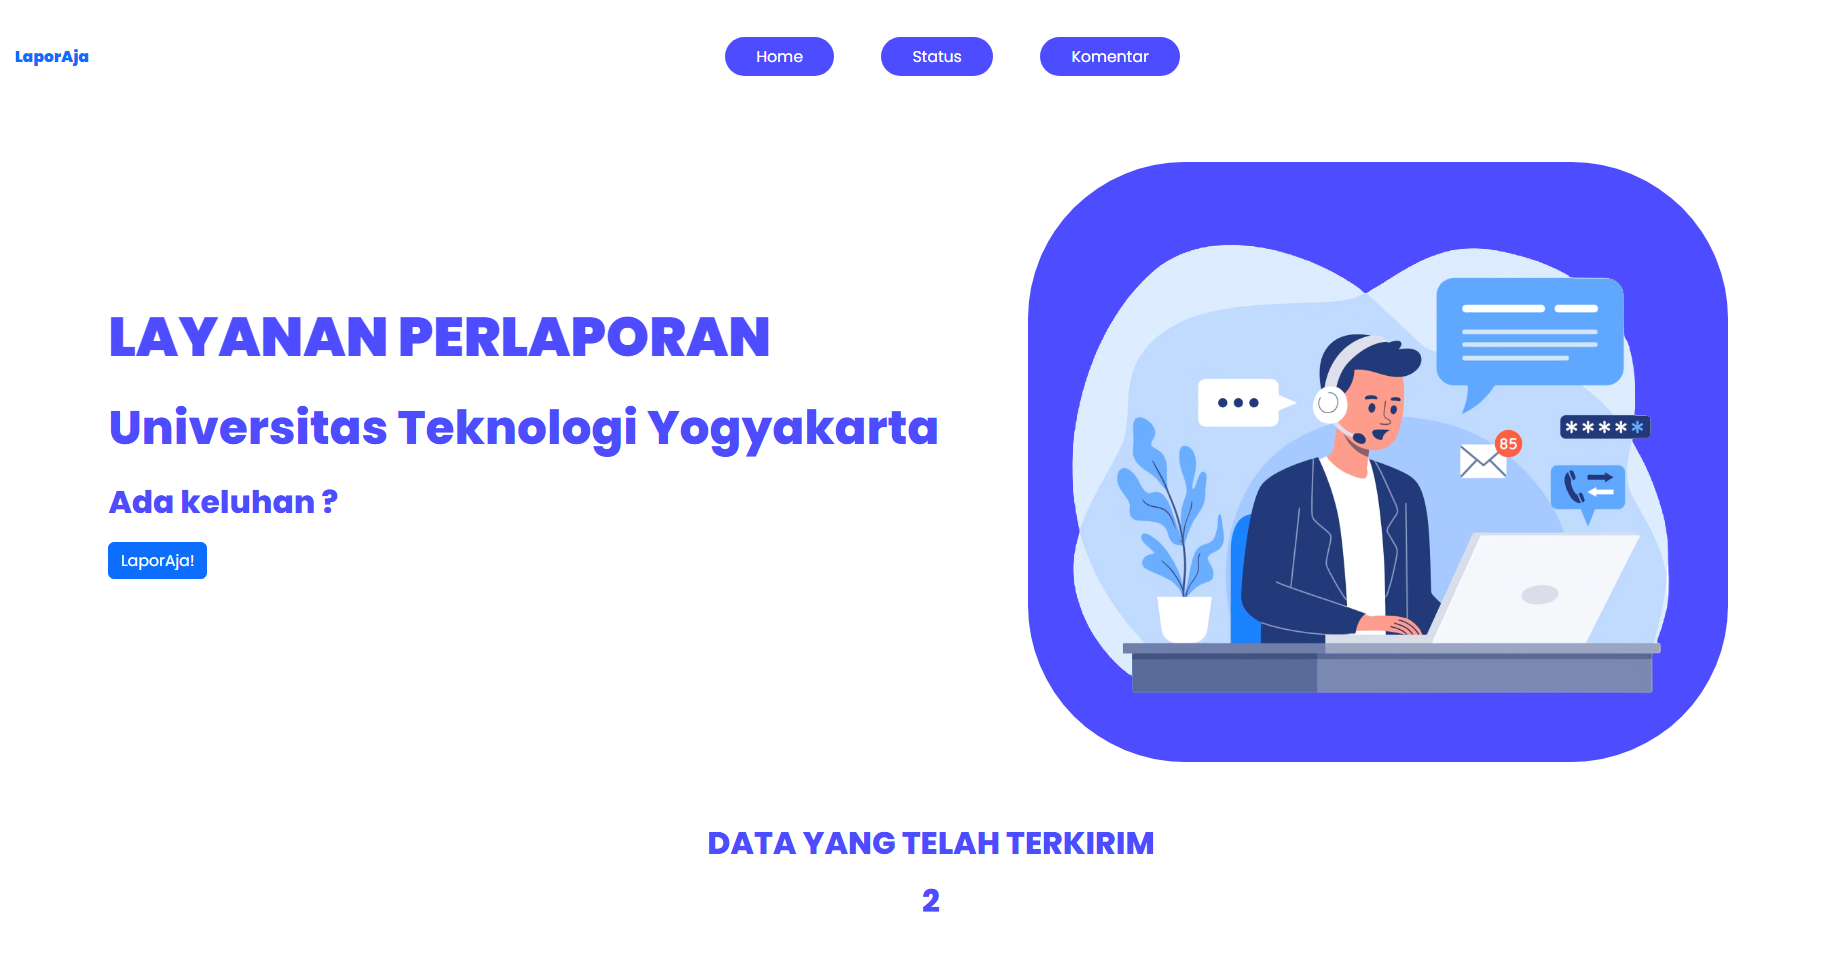 LaporAja
Home
Status
Komentar
LAYANAN PERLAPORAN
Universitas Teknologi Yogyakarta
Ada keluhan ?
LaporAja!
85
*****
DATA YANG TELAH TERKIRIM
2